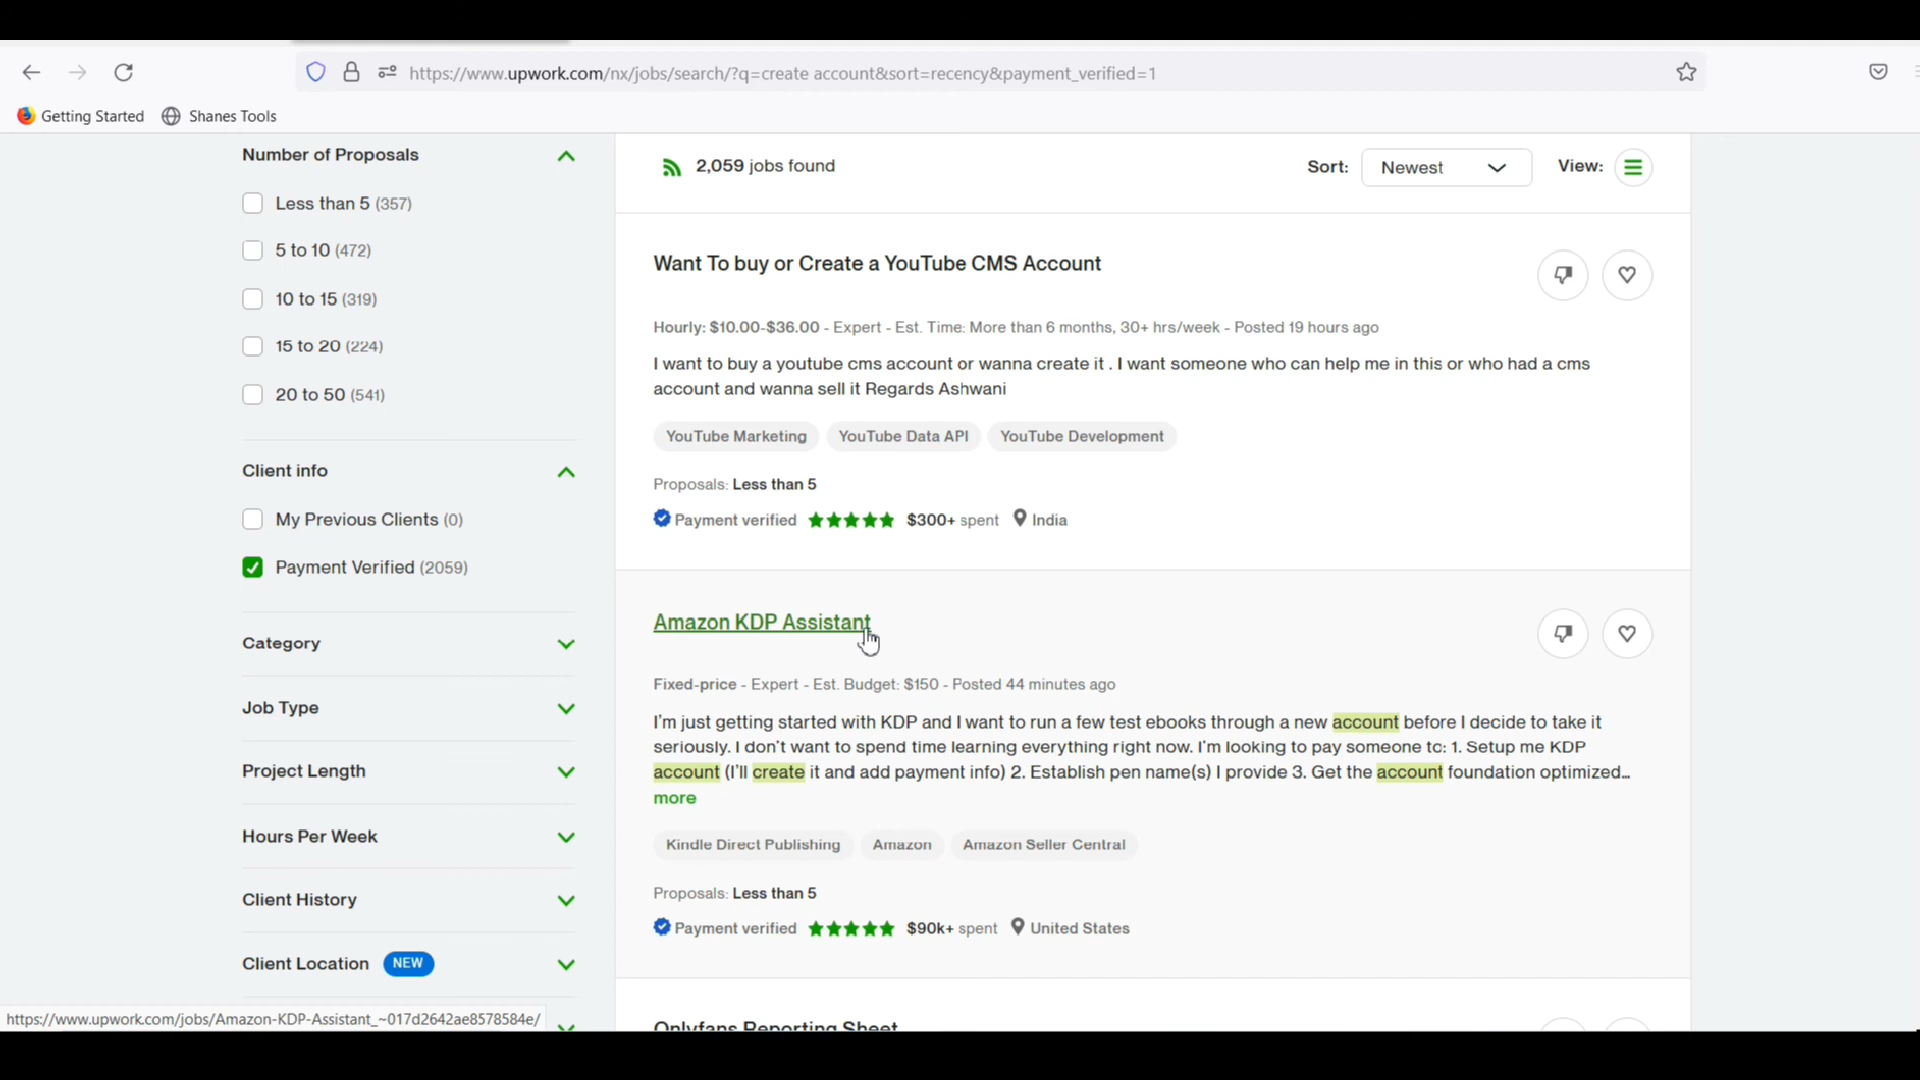 https://www.upwork.com/nx/jobs/search/?q=create account&sort=recency&payment_verified=1
Getting Started
Shanes Tools
Number of Proposals
Less than 5 (357)
5 to 10 (472)
10 to 15 (319)
15 to 20 (224)
20 to 50 (541)
Client info
My Previous Clients (0)
Payment Verified (2059)
Category
Job Type
Project Length
Hours Per Week
Client History
Client Location NEW
2,059 jobs found
Sort: Newest View:
Want To buy or Create a YouTube CMS Account
Hourly: $10.00-$36.00 - Expert - Est. Time: More than 6 months, 30+ hrs/week - Posted 19 hours ago
I want to buy a youtube cms account or wanna create it . I want someone who can help me in this or who had a cms
account and wanna sell it Regards Ashwani
YouTube Marketing YouTube Data API YouTube Development
Proposals: Less than 5
Payment verified $300+ spent India
Amazon KDP Assistant
Fixed-price - Expert - Est. Budget: $150 - Posted 44 minutes ago
I'm just getting started with KDP and I want to run a few test ebooks through a new account before I decide to take it
seriously. I don't want to spend time learning everything right now. I'm looking to pay someone to: 1. Setup me KDP
account (I'll create it and add payment info) 2. Establish pen name(s) I provide 3. Get the account foundation optimized...
more
Kindle Direct Publishing Amazon Amazon Seller Central
Proposals: Less than 5
Payment verified $90k+ spent United States
Onlyfans Reporting Sheet
https://www.upwork.com/jobs/Amazon-KDP-Assistant_~017d2642ae8578584e/